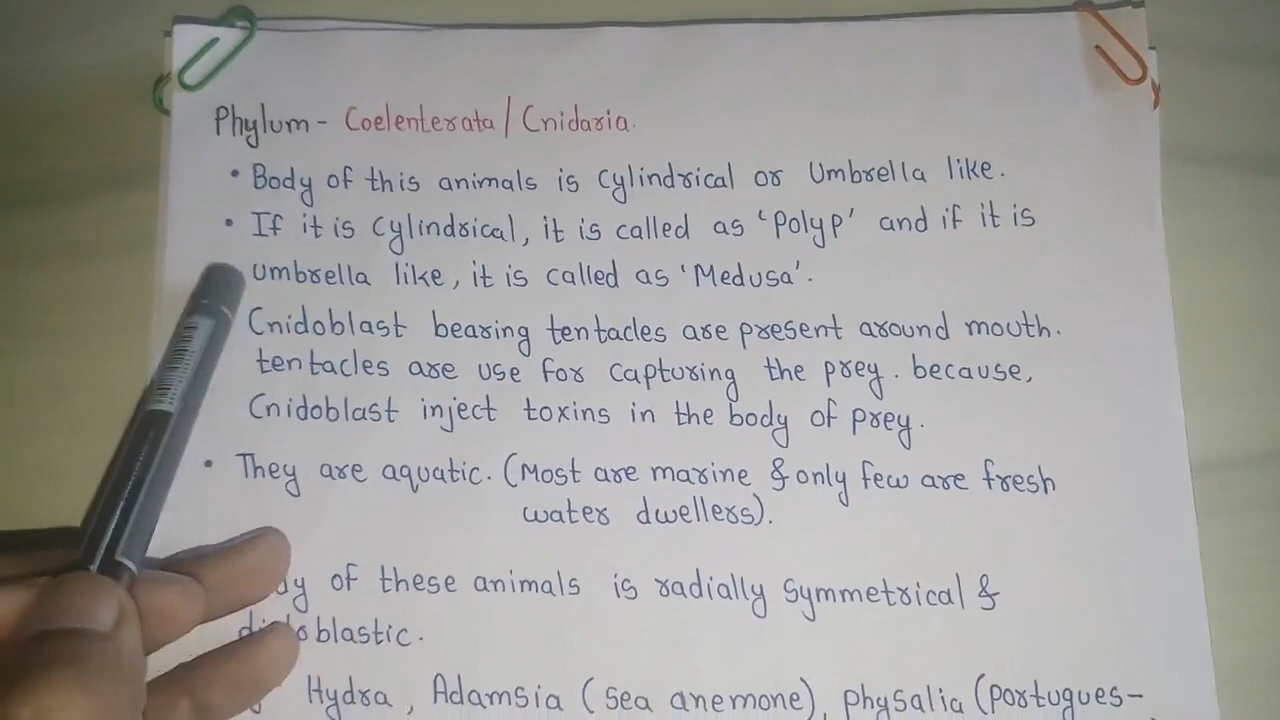 Phylum - Coelenterata / Cnidaria.
• Body of this animals is cylindrical or Umbrella like.
• If it is cylindrical, it is called as 'Polyp' and if it is
umbrella like, it is called as 'Medusa'.
Cnidoblast bearing tentacles are present around mouth.
tentacles are use for capturing the prey. because,
Cnidoblast inject toxins in the body of prey.
• They are aquatic. (Most are marine & only few are fresh
water dwellers).
of these animals is radially symmetrical &
Hydra, Adamsia (sea anemone), physalia (portugues-